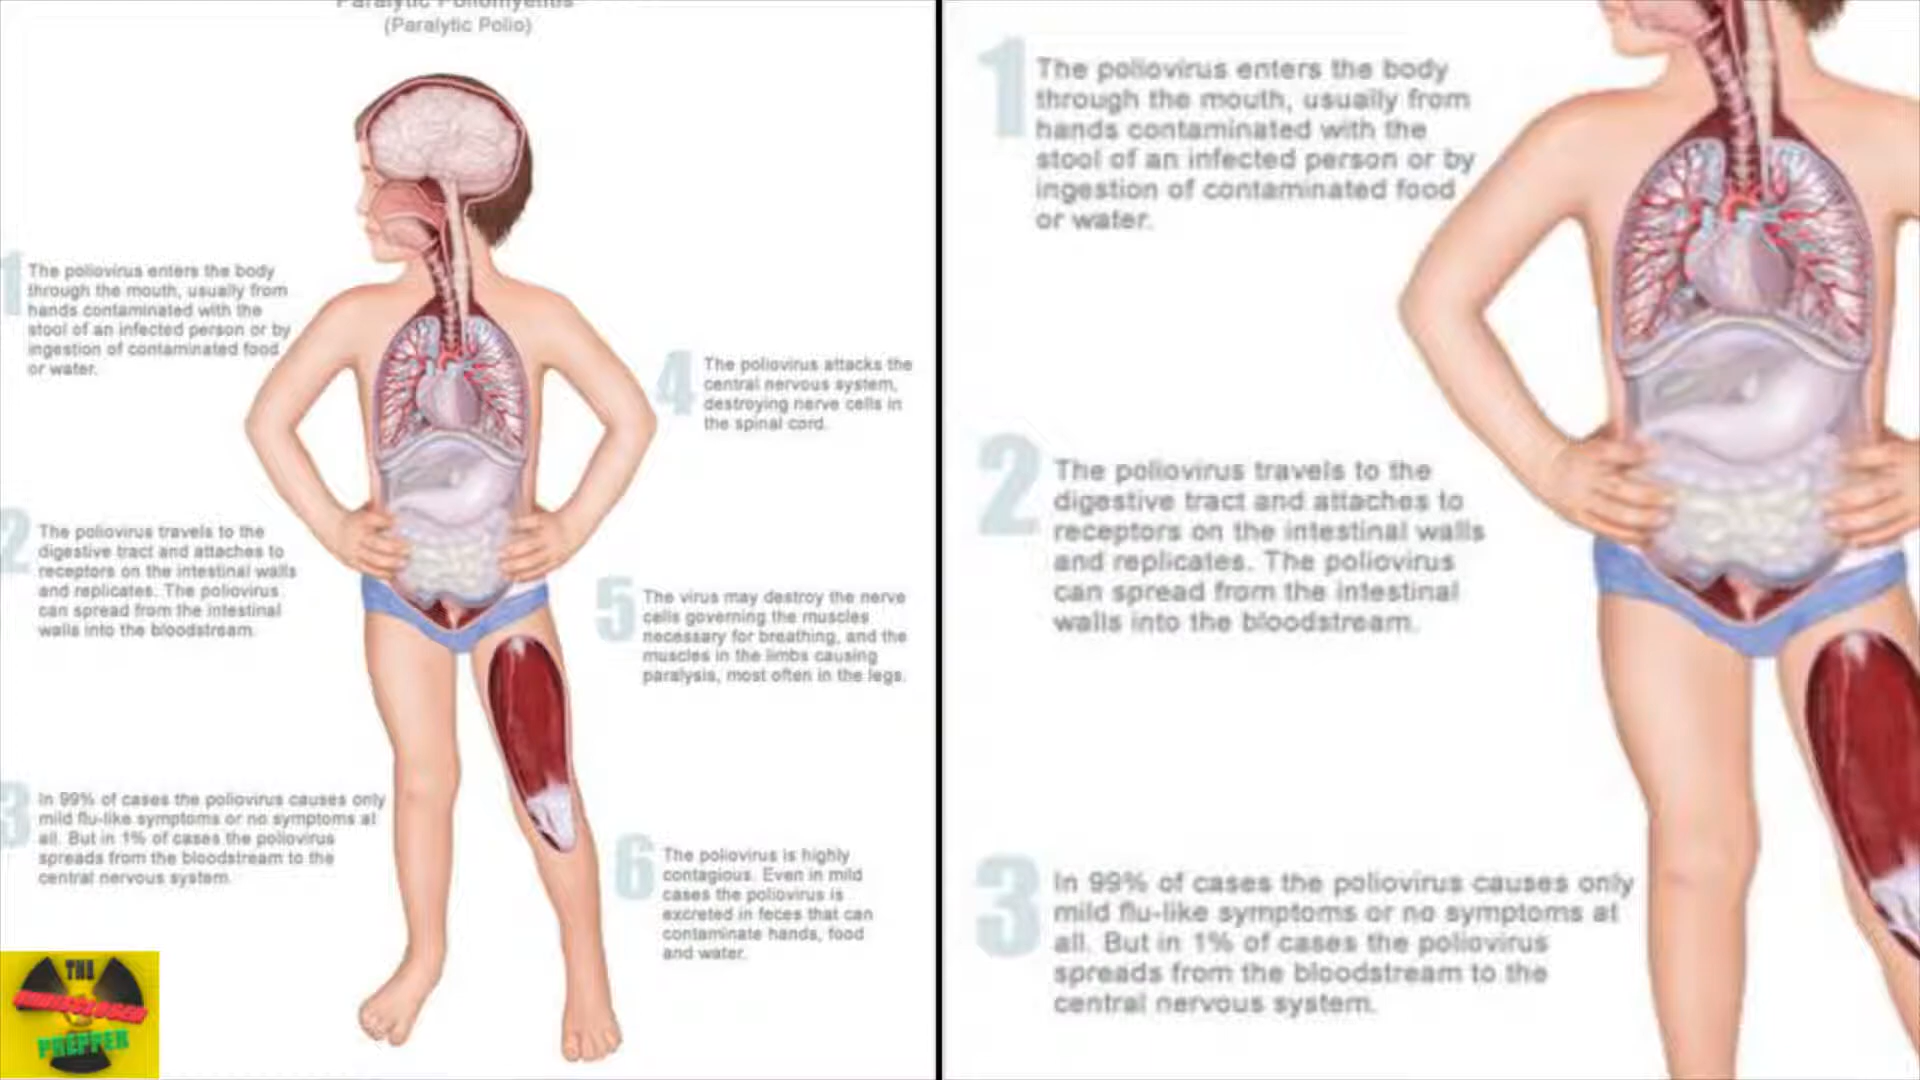 Paralytic Poliomyelitis
(Paralytic Polio)
1
The poliovirus enters the body
through the mouth, usually from
hands contaminated with the
stool of an infected person or by
ingestion of contaminated food
or water.
2
The poliovirus travels to the
digestive tract and attaches to
receptors on the intestinal walls
and replicates. The poliovirus
can spread from the intestinal
walls into the bloodstream.
3
In 99% of cases the poliovirus causes only
mild flu-like symptoms or no symptoms at
all. But in 1% of cases the poliovirus
spreads from the bloodstream to the
central nervous system.
4
The poliovirus attacks the
central nervous system,
destroying nerve cells in
the spinal cord.
5
The virus may destroy the nerve
cells governing the muscles
necessary for breathing, and the
muscles in the limbs causing
paralysis, most often in the legs.
6
The poliovirus is highly
contagious. Even in mild
cases the poliovirus is
excreted in feces that can
contaminate hands, food
and water.
THE
PREPPER
1
The poliovirus enters the body
through the mouth, usually from
hands contaminated with the
stool of an infected person or by
ingestion of contaminated food
or water.
2
The poliovirus travels to the
digestive tract and attaches to
receptors on the intestinal walls
and replicates. The poliovirus
can spread from the intestinal
walls into the bloodstream.
3
In 99% of cases the poliovirus causes only
mild flu-like symptoms or no symptoms at
all. But in 1% of cases the poliovirus
spreads from the bloodstream to the
central nervous system.